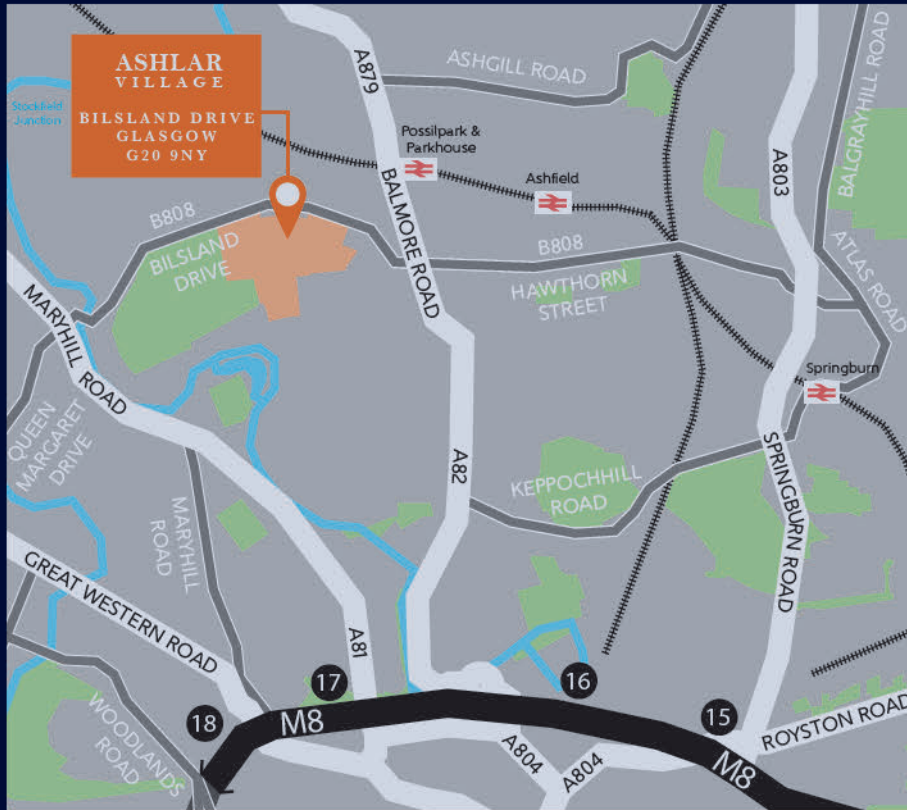 ASHLAR
VILLAGE
BILSLAND DRIVE
GLASGOW
G20 9NY
Stockfield
Junction
A879
ASHGILL ROAD
Possilpark &
Parkhouse
Ashfield
A803
BALGRAYHILL ROAD
B808
BILSLAND
DRIVE
BALMORE ROAD
B808
HAWTHORN
STREET
ATLAS ROAD
MARYHILL ROAD
Springburn
QUEEN
MARGARET
DRIVE
A82
KEPPOCHHILL
ROAD
SPRINGBURN ROAD
MARYHILL
ROAD
GREAT WESTERN ROAD
A81
17
16
18
M8
15
WOODLANDS
ROAD
A804
A804
M8
ROYSTON ROAD